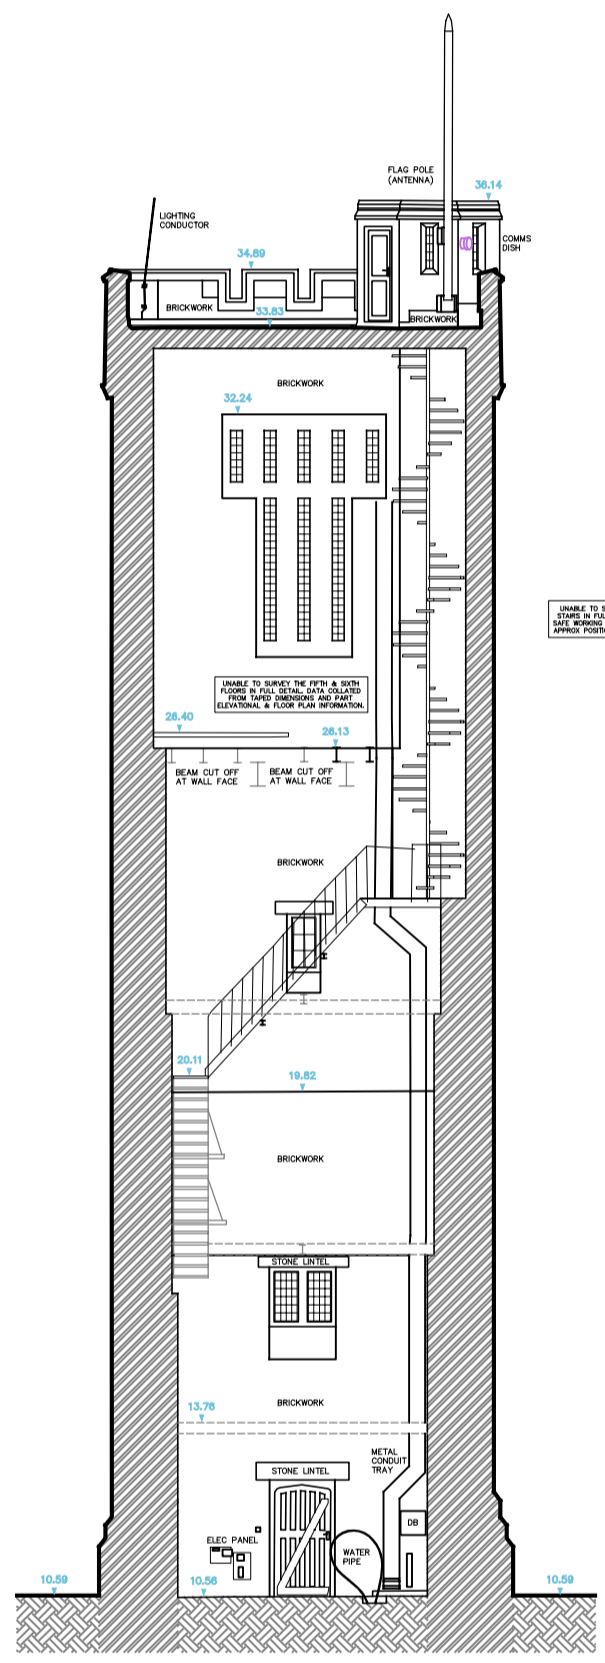 FLAG POLE
(ANTENNA)
36.14
LIGHTING
CONDUCTOR
COMMS
DISH
34.89
BRICKWORK
BRICKWORK
33.83
BRICKWORK
32.24
UNABLE TO S
STAIRS IN FUL
SAFE WORKING
APPROX POSITI
UNABLE TO SURVEY THE FIFTH & SIXTH
FLOORS IN FULL DETAIL. DATA COLLATED
FROM TAPED DIMENSIONS AND PART
ELEVATIONAL & FLOOR PLAN INFORMATION.
26.40
26.13
BEAM CUT OFF
AT WALL FACE
BEAM CUT OFF
AT WALL FACE
BRICKWORK
20.11
19.82
BRICKWORK
STONE LINTEL
13.76
BRICKWORK
METAL
CONDUIT
TRAY
STONE LINTEL
DB
ELEC PANEL
WATER
PIPE
10.59
10.56
10.59